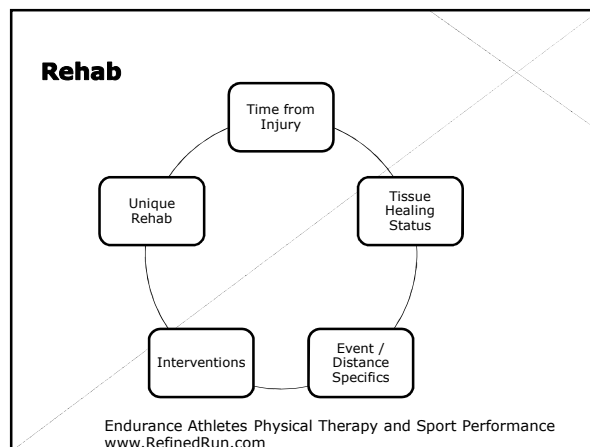 Rehab
Time from
Injury
Unique
Rehab
Tissue
Healing
Status
Interventions
Event /
Distance
Specifics
Endurance Athletes Physical Therapy and Sport Performance
www.RefinedRun.com